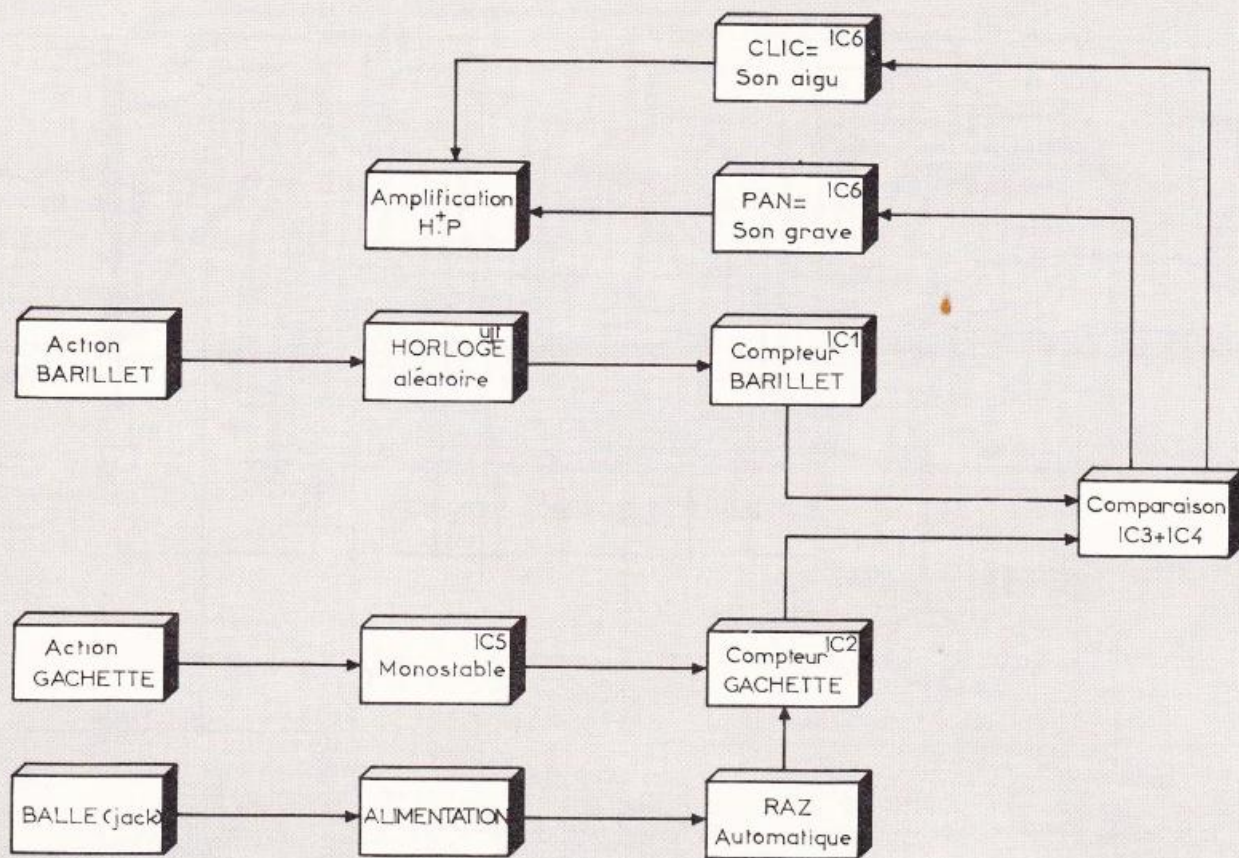 IC6
CLIC=
Son aigu
Amplification
+
H.P
IC6
PAN=
Son grave
Action
BARILLET
ujt
HORLOGE
aléatoire
IC1
Compteur
BARILLET
Comparaison
IC3+IC4
Action
GACHETTE
IC5
Monostable
IC2
Compteur
GACHETTE
BALLE (jack)
ALIMENTATION
RAZ
Automatique